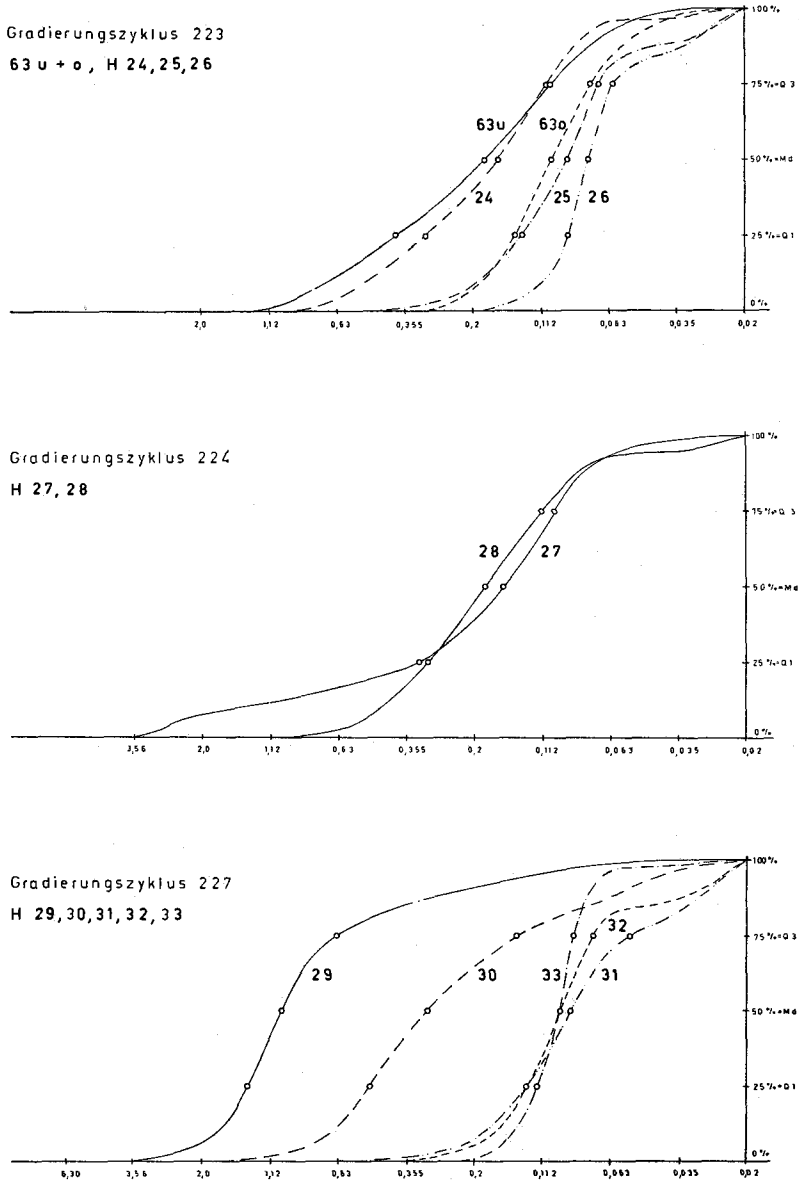 Gradierungszyklus 223
63 u + o, H 24, 25, 26
100 %
75 % = Q 3
50 % = Md
25 % = Q 1
0 %
63u
63o
24
25
26
2,0 1,12 0,63 0,355 0,2 0,112 0,063 0,035 0,02
Gradierungszyklus 224
H 27, 28
100 %
75 % = Q 3
50 % = Md
25 % = Q 1
0 %
28
27
3,56 2,0 1,12 0,63 0,355 0,2 0,112 0,063 0,035 0,02
Gradierungszyklus 227
H 29, 30, 31, 32, 33
100 %
75 % = Q 3
50 % = Md
25 % = Q 1
0 %
32
29
30
33
31
6,30 3,56 2,0 1,12 0,63 0,355 0,2 0,112 0,063 0,035 0,02